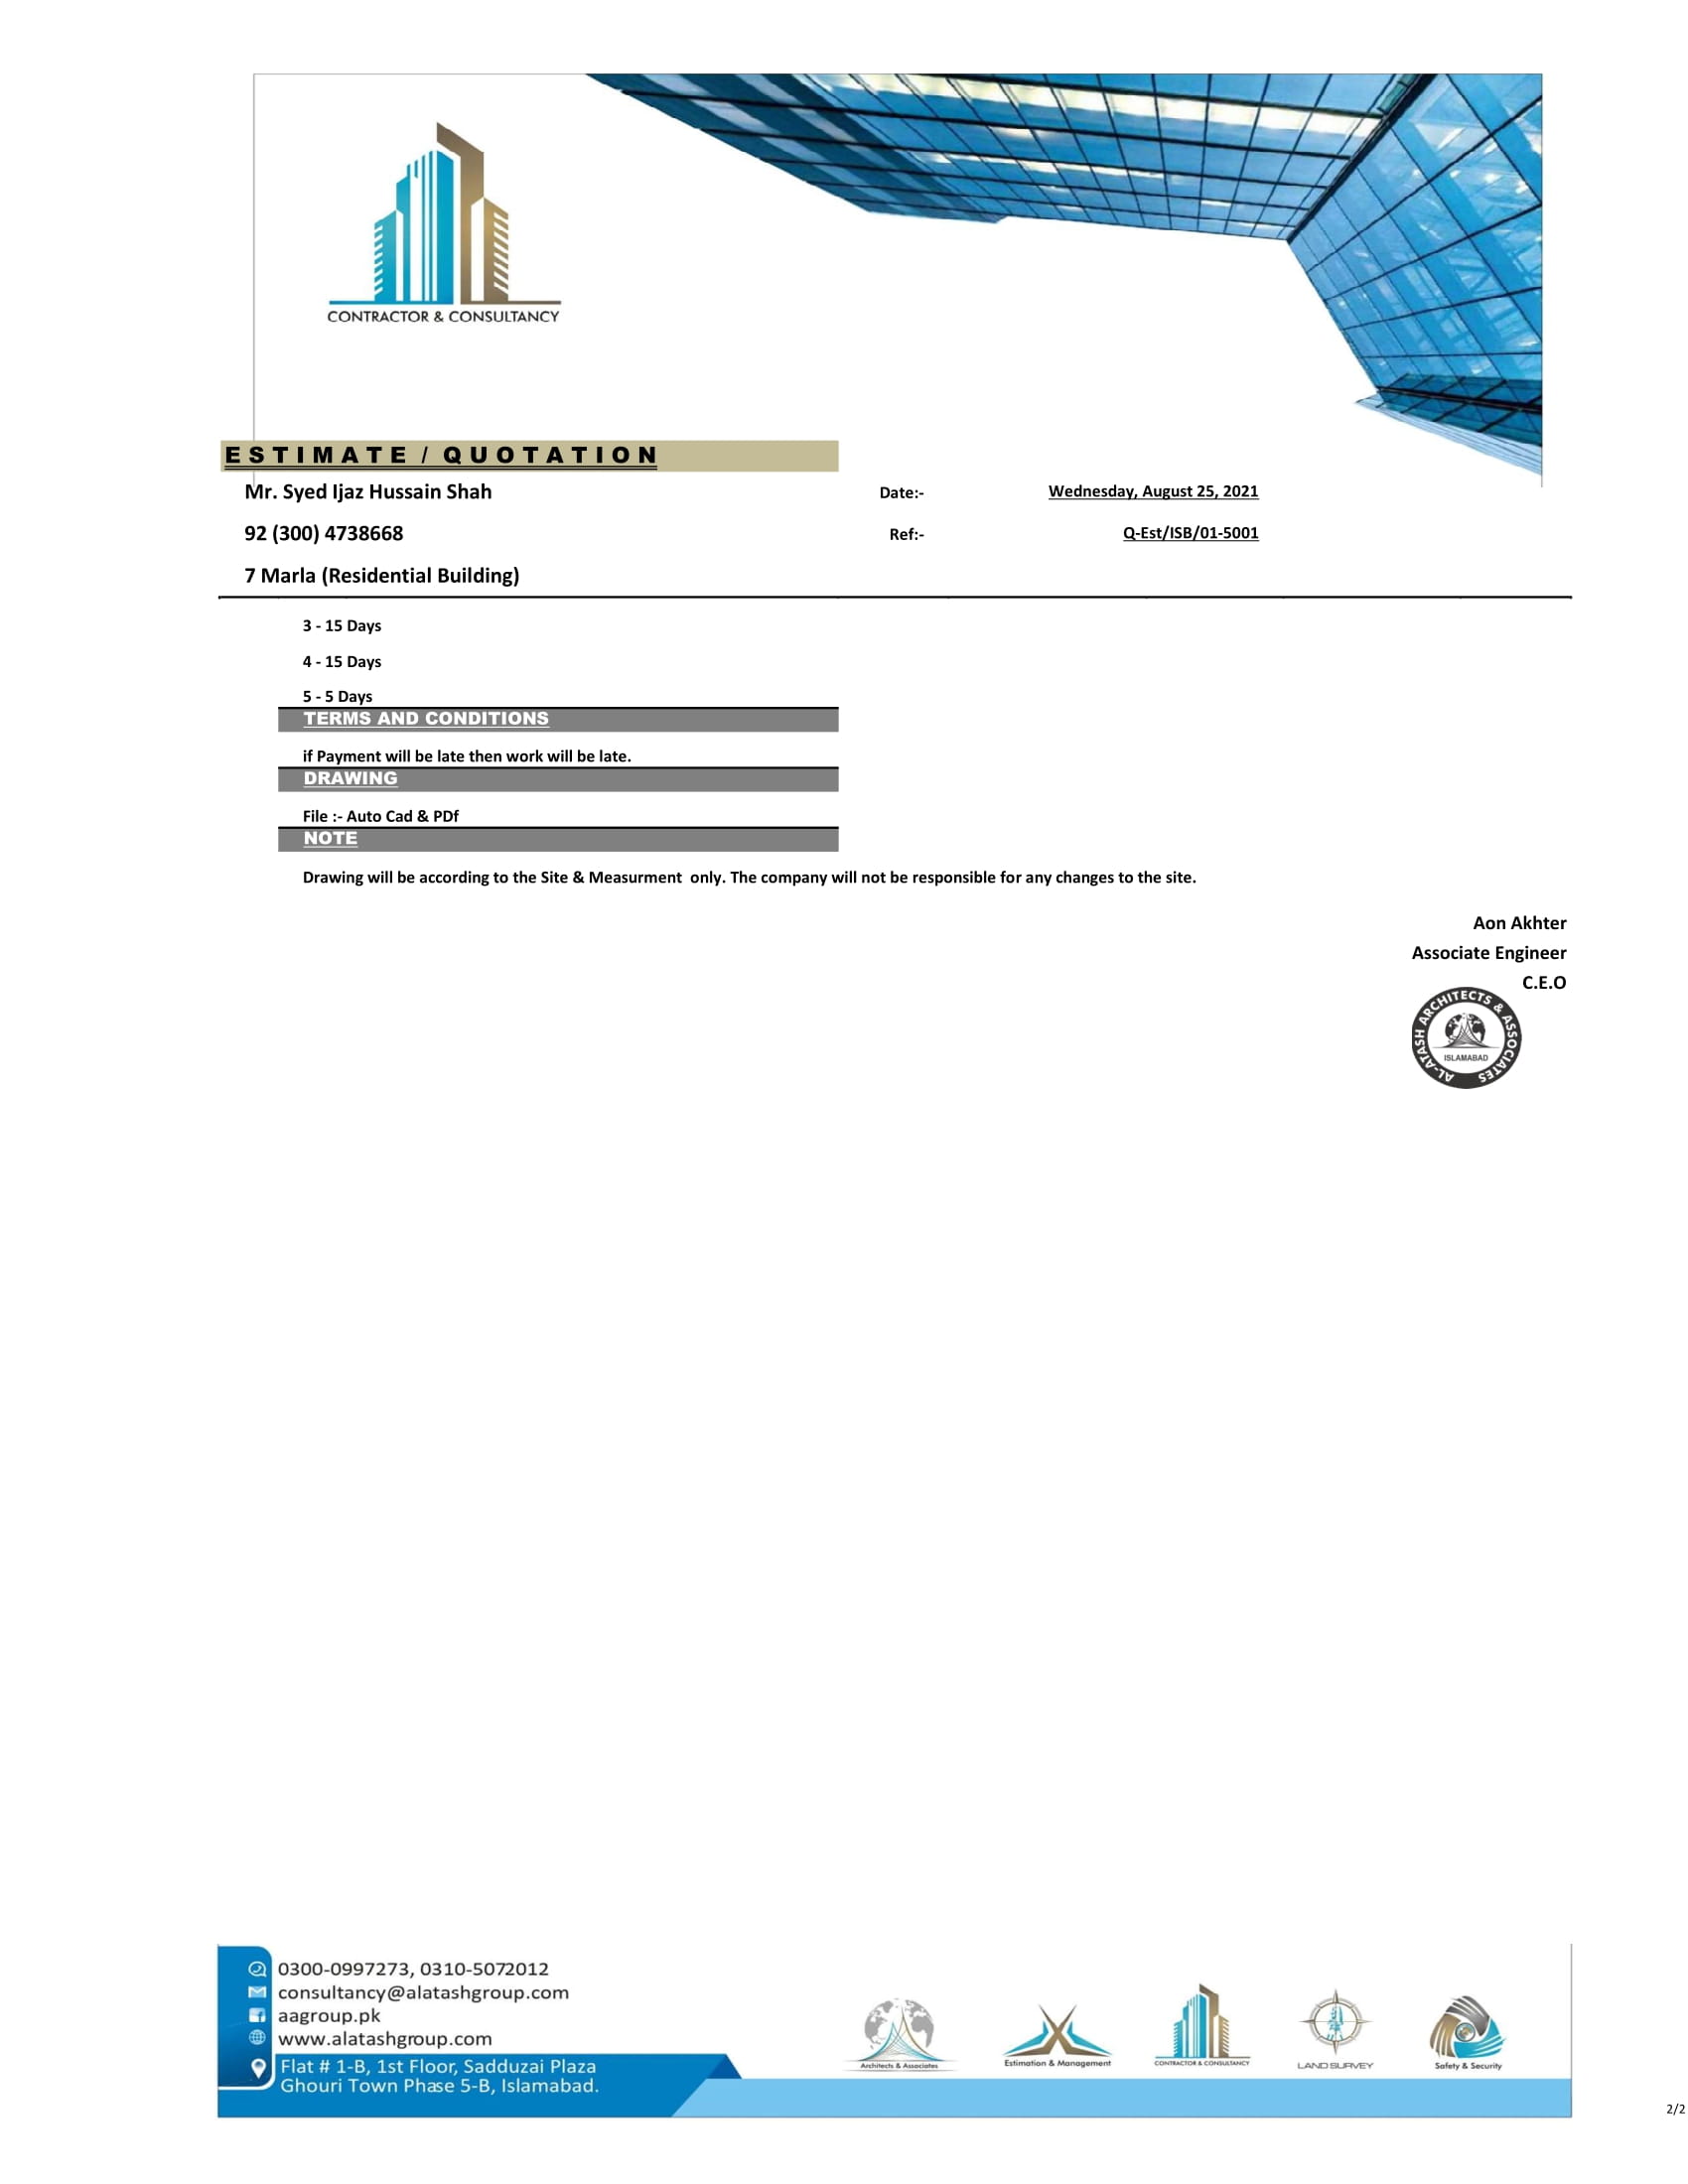 CONTRACTOR & CONSULTANCY
ESTIMATE / QUOTATION
Mr. Syed Ijaz Hussain Shah
Date:- Wednesday, August 25, 2021
92 (300) 4738668
Ref:- Q-Est/ISB/01-5001
7 Marla (Residential Building)
3 - 15 Days
4 - 15 Days
5 - 5 Days
TERMS AND CONDITIONS
if Payment will be late then work will be late.
DRAWING
File :- Auto Cad & PDf
NOTE
Drawing will be according to the Site & Measurment  only. The company will not be responsible for any changes to the site.
Aon Akhter
Associate Engineer
C.E.O
AL-ATASH ARCHITECTS & ASSOCIATES
ISLAMABAD
0300-0997273, 0310-5072012
consultancy@alatashgroup.com
aagroup.pk
www.alatashgroup.com
Flat # 1-B, 1st Floor, Sadduzai Plaza
Ghouri Town Phase 5-B, Islamabad.
Architects & Associates
Estimation & Management
CONTRACTOR & CONSULTANCY
LAND SURVEY
Safety & Security
2/2